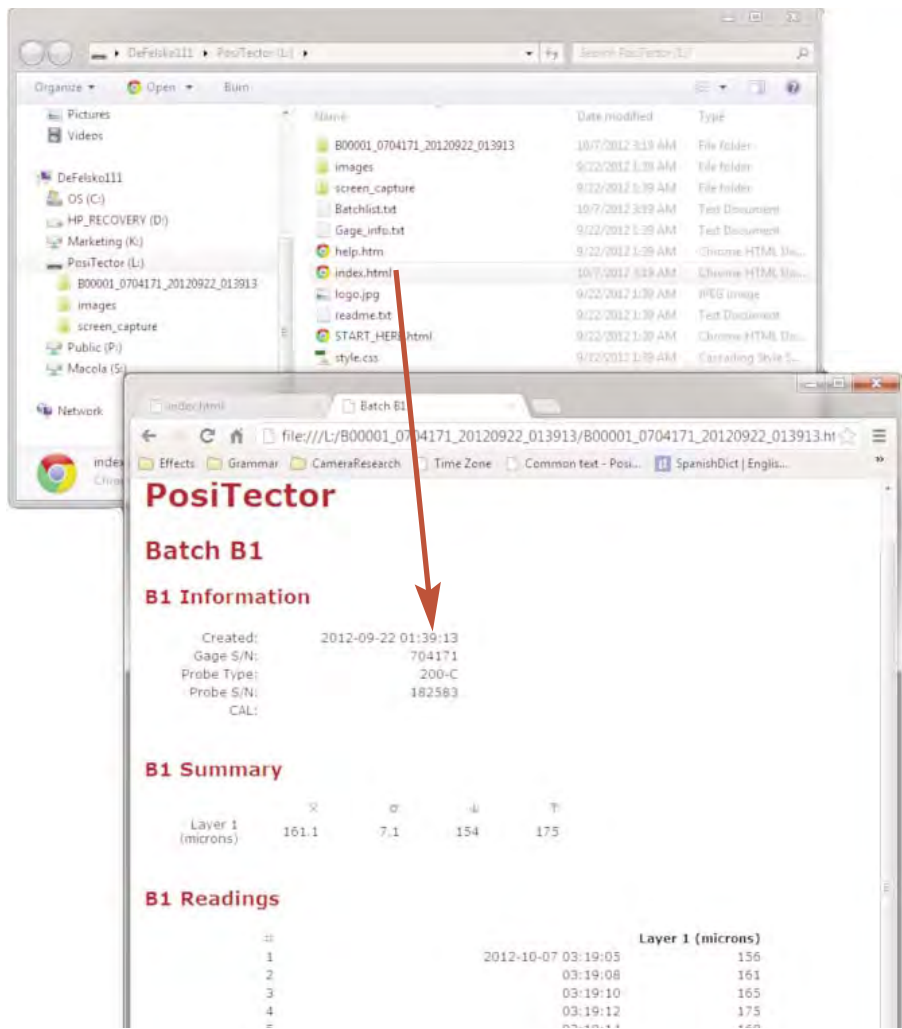 DeFelsko111 PosiTector (L:)
Search PosiTector (L:)
Organize Open Burn
Pictures
Videos
DeFelsko111
OS (C:)
HP_RECOVERY (D:)
Marketing (K:)
PosiTector (L:)
B00001_0704171_20120922_013913
images
screen_capture
Public (P:)
Macola (S:)
Network
Name Date modified Type
B00001_0704171_20120922_013913 10/7/2012 3:19 AM File folder
images 9/22/2012 1:39 AM File folder
screen_capture 9/22/2012 1:39 AM File folder
Batchlist.txt 10/7/2012 3:19 AM Text Document
Gage_info.txt 9/22/2012 1:39 AM Text Document
help.htm 9/22/2012 1:39 AM Chrome HTML Do...
index.html 10/7/2012 3:19 AM Chrome HTML Do...
logo.jpg 9/22/2012 1:39 AM JPEG image
readme.txt 9/22/2012 1:39 AM Text Document
START_HERE.html 9/22/2012 1:39 AM Chrome HTML Do...
style.css 9/22/2012 1:39 AM Cascading Style S...
index
index.html Batch B1
file:///L:/B00001_0704171_20120922_013913/B00001_0704171_20120922_013913.ht
Effects Grammar CameraResearch Time Zone Common text - Posi... SpanishDict | Englis... »
PosiTector
Batch B1
B1 Information
Created: 2012-09-22 01:39:13
Gage S/N: 704171
Probe Type: 200-C
Probe S/N: 182583
CAL:
B1 Summary
x̄ σ ↓ ↑
Layer 1 (microns) 161.1 7.1 154 175
B1 Readings
# Layer 1 (microns)
1 2012-10-07 03:19:05 156
2 03:19:08 161
3 03:19:10 165
4 03:19:12 175
5 03:19:14